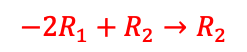 −2R₁ + R₂ → R₂